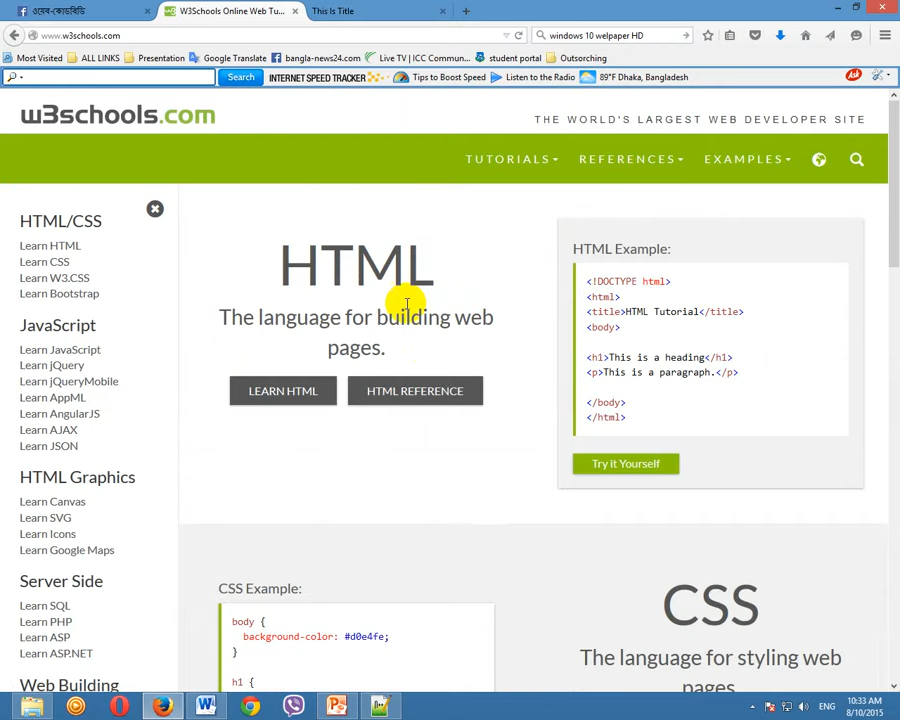 ওয়েব-কোডবিডি
W3Schools Online Web Tu...
This Is Title
www.w3schools.com
windows 10 welpaper HD
Most Visited
ALL LINKS
Presentation
Google Translate
bangla-news24.com
Live TV | ICC Commun...
student portal
Outsorching
Search
INTERNET SPEED TRACKER
Tips to Boost Speed
Listen to the Radio
89°F Dhaka, Bangladesh
Ask
w3schools.com
THE WORLD'S LARGEST WEB DEVELOPER SITE
TUTORIALS
REFERENCES
EXAMPLES
HTML/CSS
Learn HTML
Learn CSS
Learn W3.CSS
Learn Bootstrap
JavaScript
Learn JavaScript
Learn jQuery
Learn jQueryMobile
Learn AppML
Learn AngularJS
Learn AJAX
Learn JSON
HTML Graphics
Learn Canvas
Learn SVG
Learn Icons
Learn Google Maps
Server Side
Learn SQL
Learn PHP
Learn ASP
Learn ASP.NET
Web Building
HTML
The language for building web
pages.
LEARN HTML
HTML REFERENCE
HTML Example:
<!DOCTYPE html>
<html>
<title>HTML Tutorial</title>
<body>
<h1>This is a heading</h1>
<p>This is a paragraph.</p>
</body>
</html>
Try it Yourself
CSS Example:
body {
background-color: #d0e4fe;
}
h1 {
CSS
The language for styling web
pages.
ENG
10:33 AM
8/10/2015